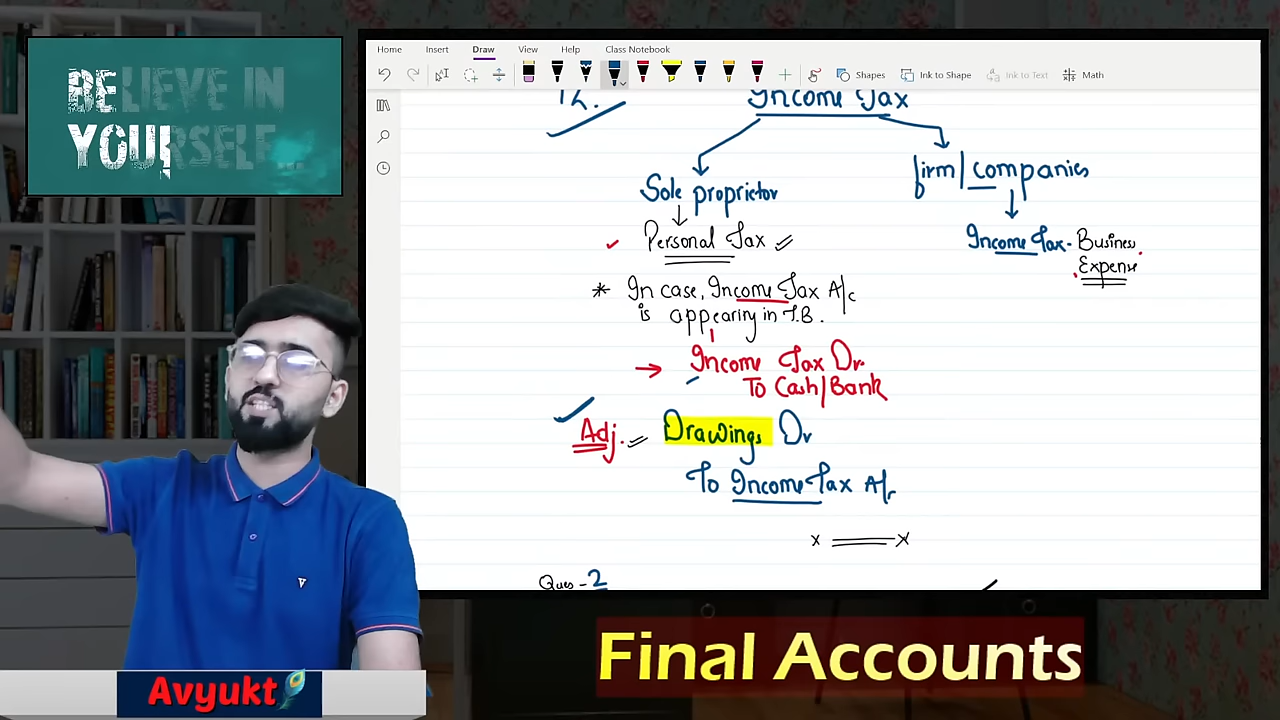 BELIEVE IN
YOURSELF...
Home Insert Draw View Help Class Notebook
Shapes Ink to Shape Ink to Text Math
12. Income Tax
Sole proprietor
firm/companies
Personal Tax
Income Tax - Business
Expense
* In case, Income Tax A/c
is appearing in T.B.
→ Income Tax Dr.
To Cash/Bank
Adj. Drawings Dr
To Income Tax A/c
x x
Ques - 2
Final Accounts
Avyukt